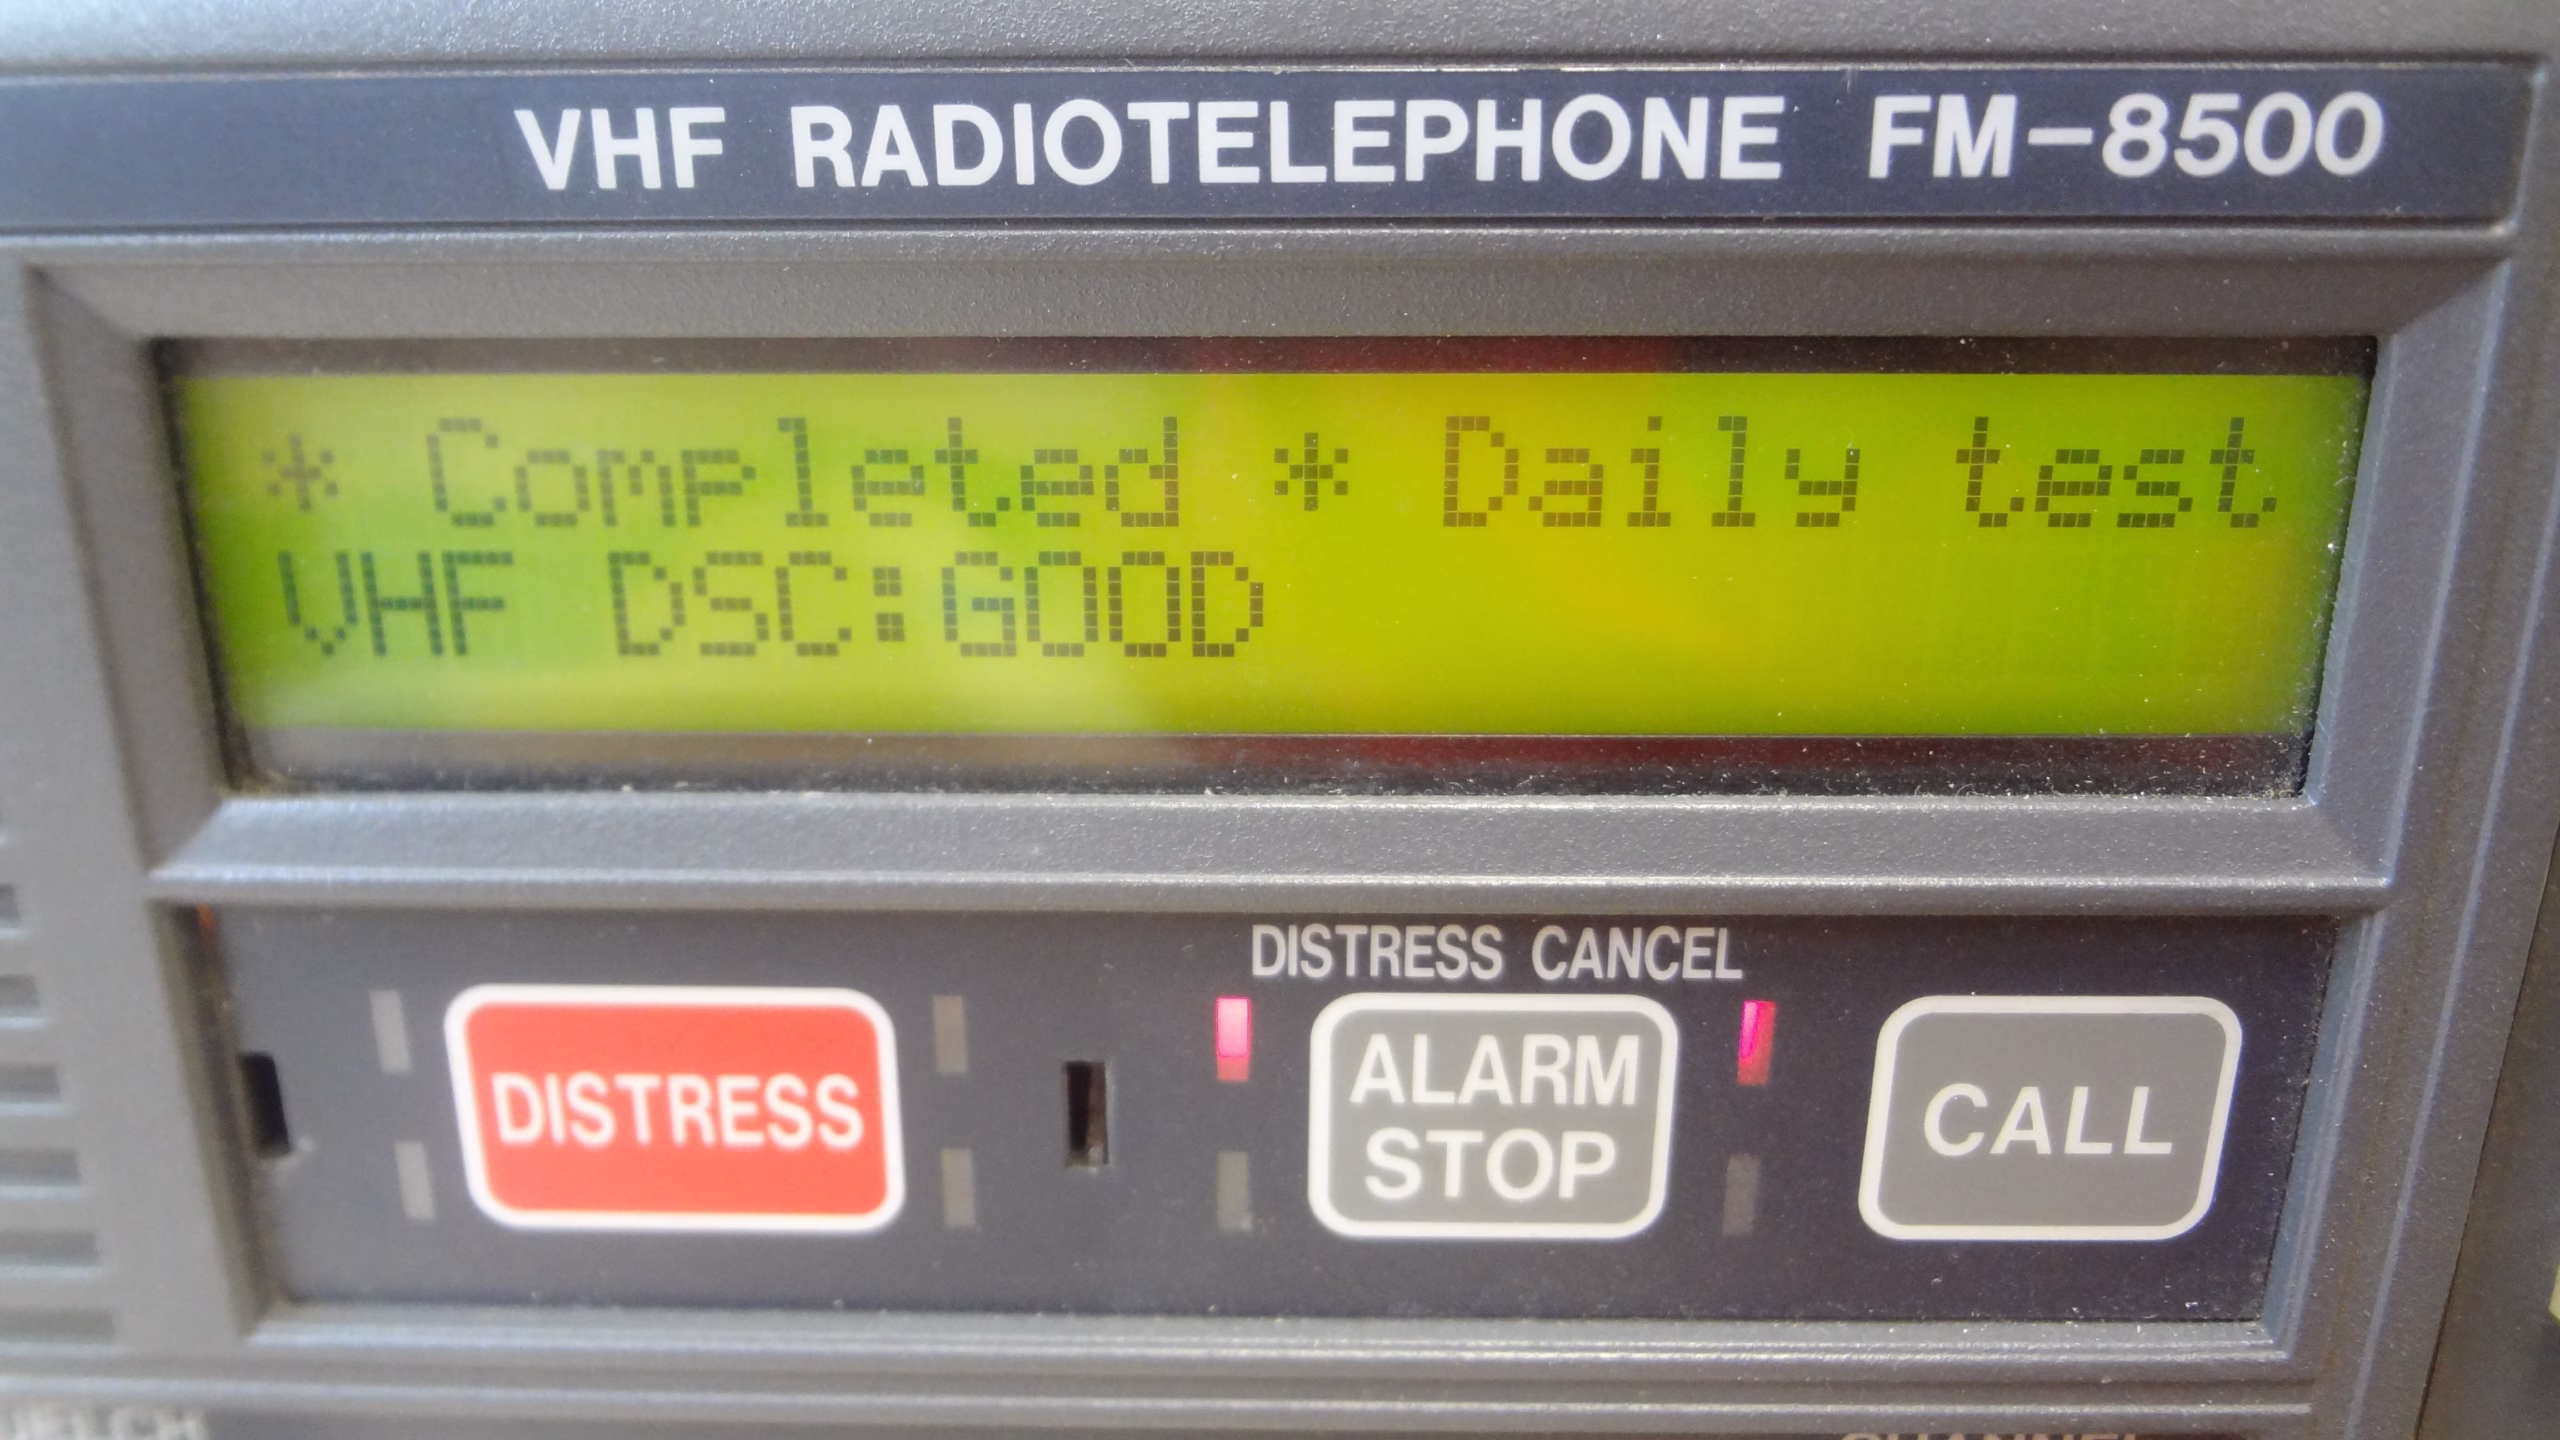 VHF RADIOTELEPHONE FM-8500
* Completed * Daily test
VHF DSC:GOOD
DISTRESS CANCEL
DISTRESS
ALARM
STOP
CALL